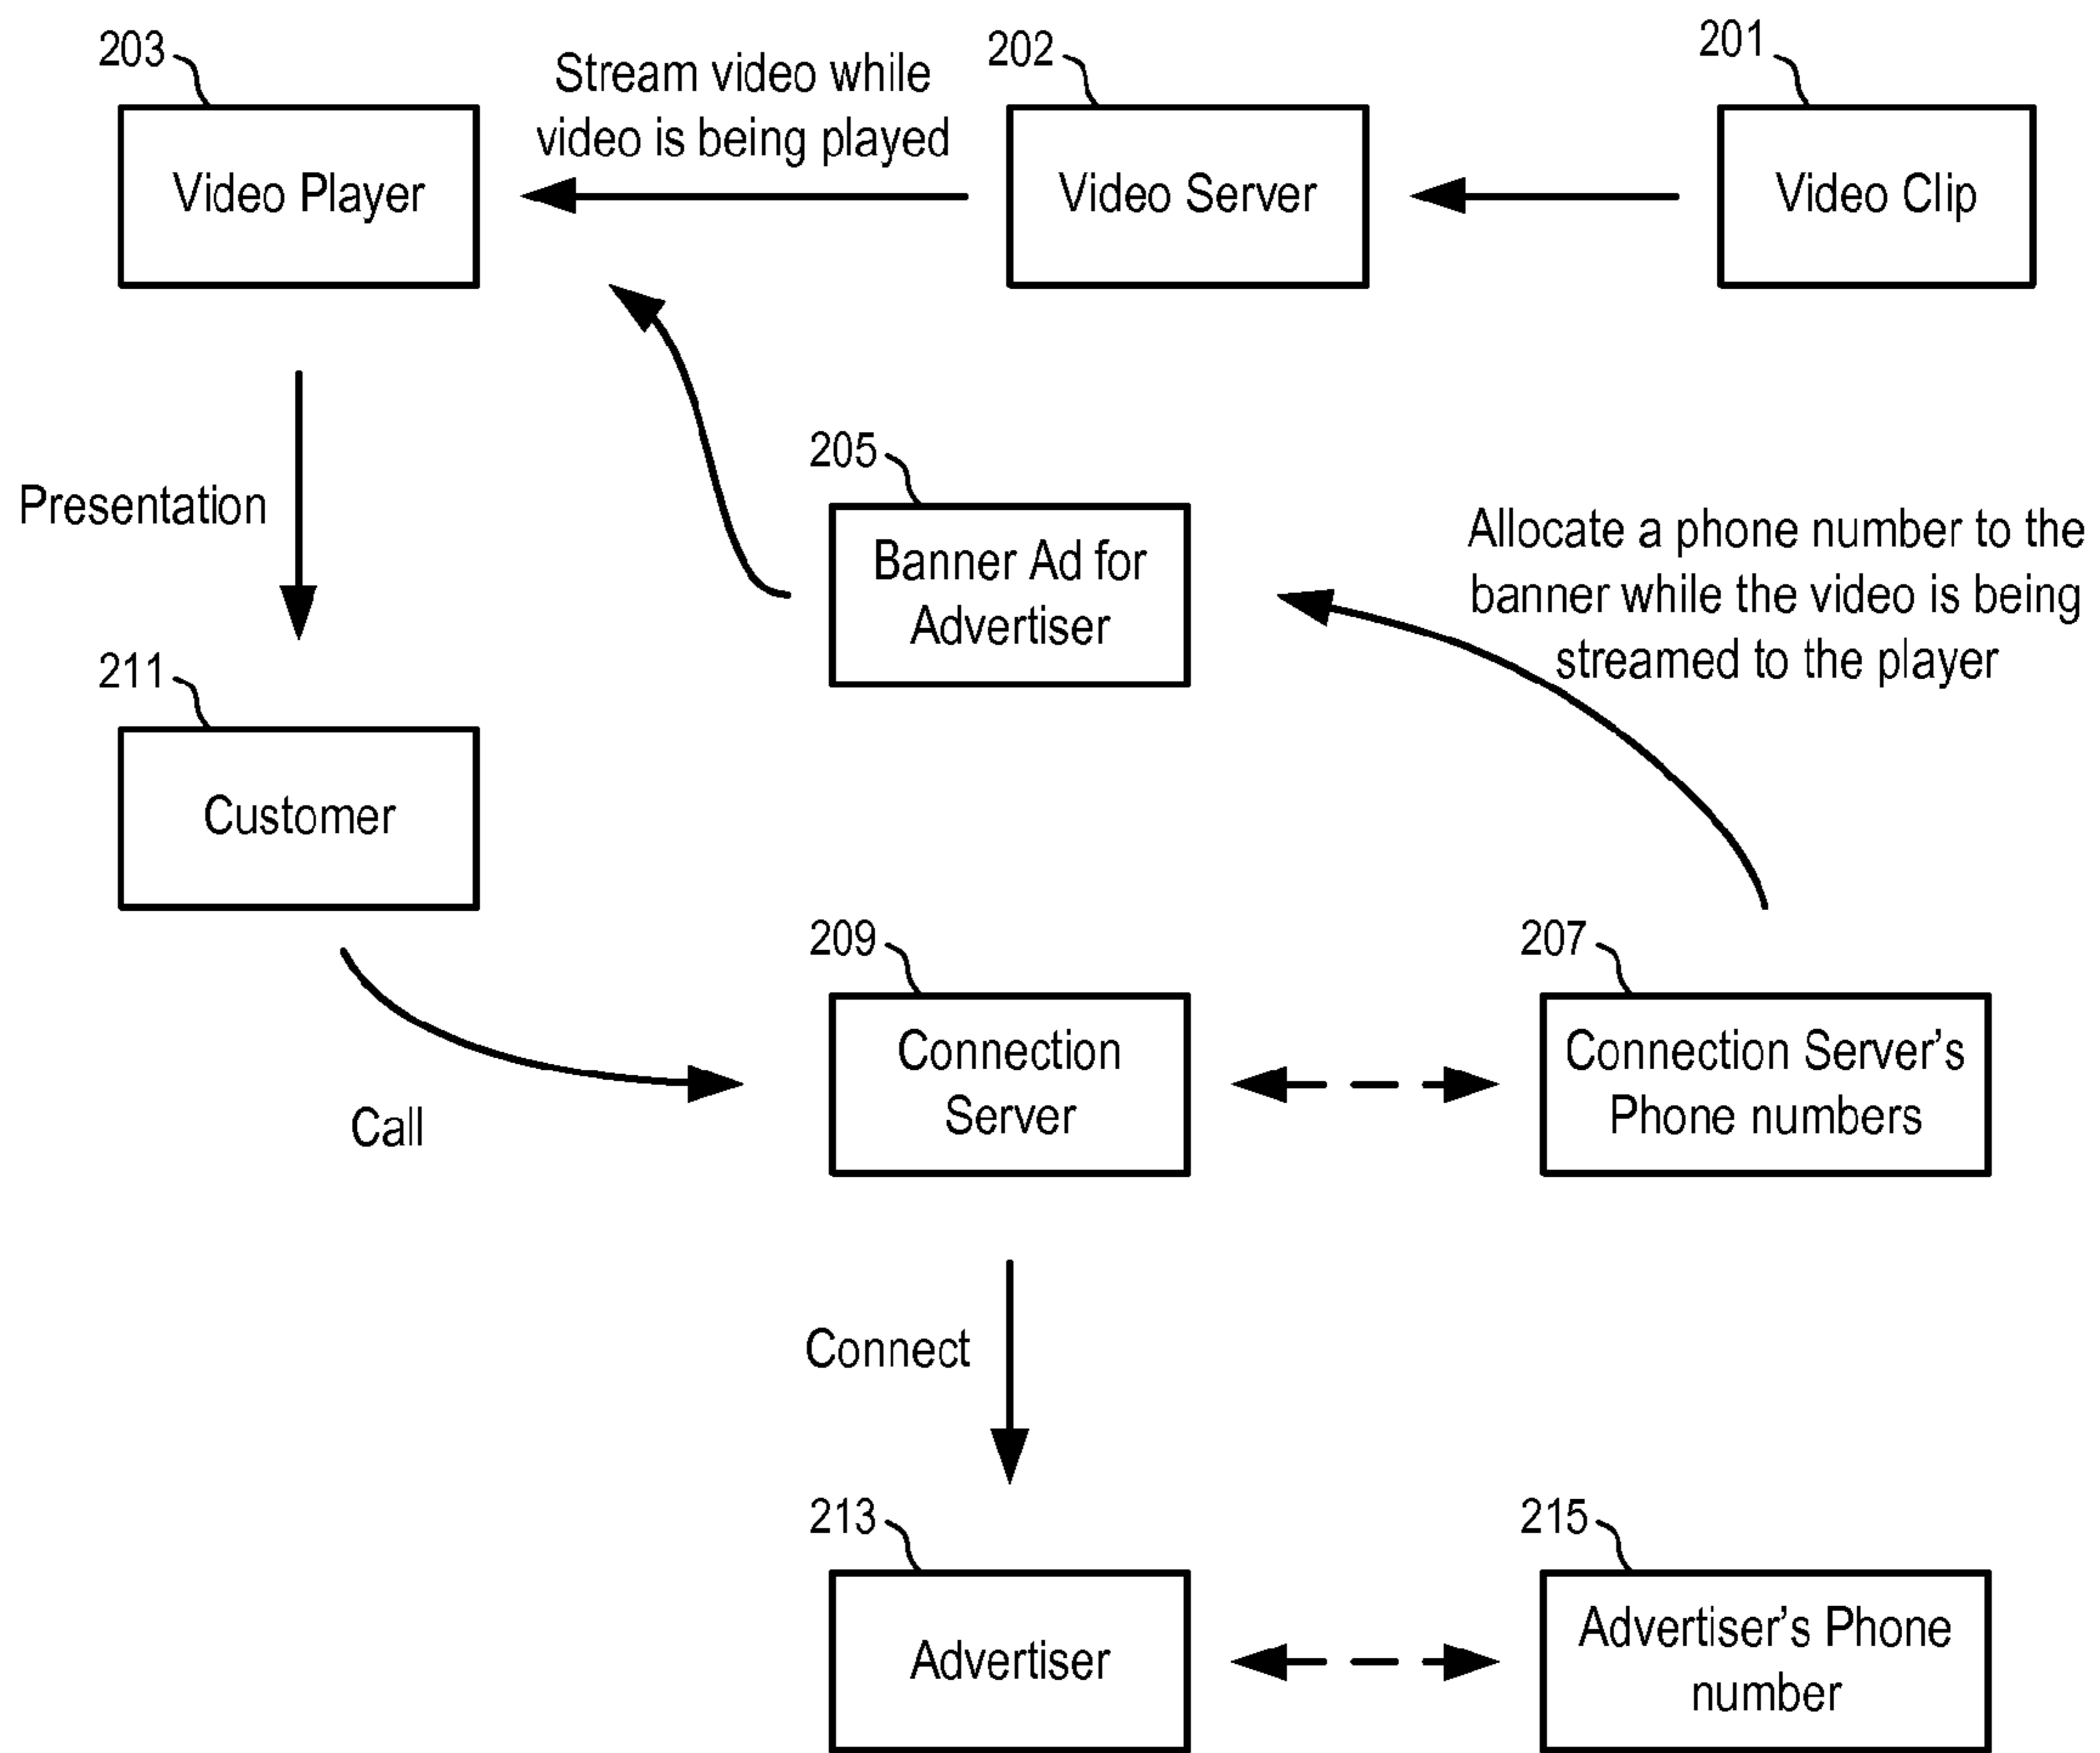 203
Stream video while
video is being played
202
201
Video Player
Video Server
Video Clip
205
Presentation
Banner Ad for
Advertiser
Allocate a phone number to the
banner while the video is being
streamed to the player
211
Customer
209
207
Call
Connection
Server
Connection Server’s
Phone numbers
Connect
213
215
Advertiser
Advertiser’s Phone
number